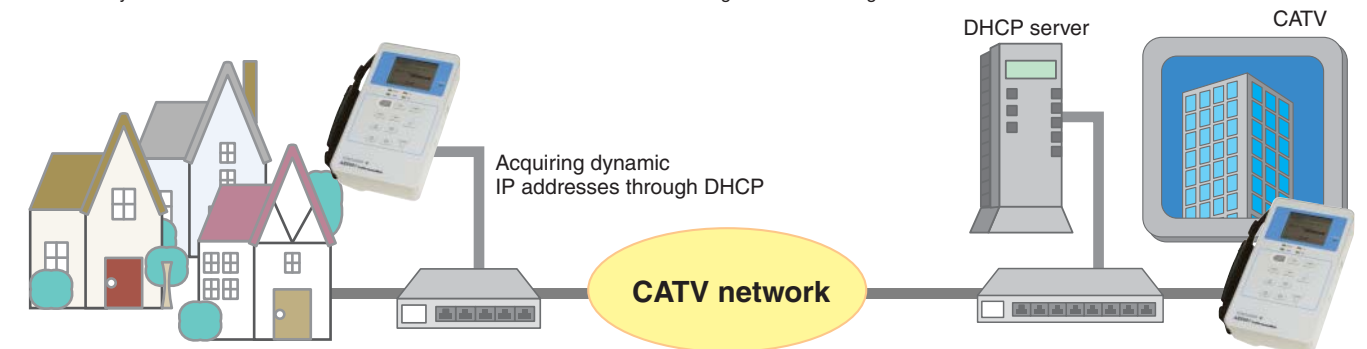 DHCP server
CATV
Acquiring dynamic
IP addresses through DHCP
CATV network